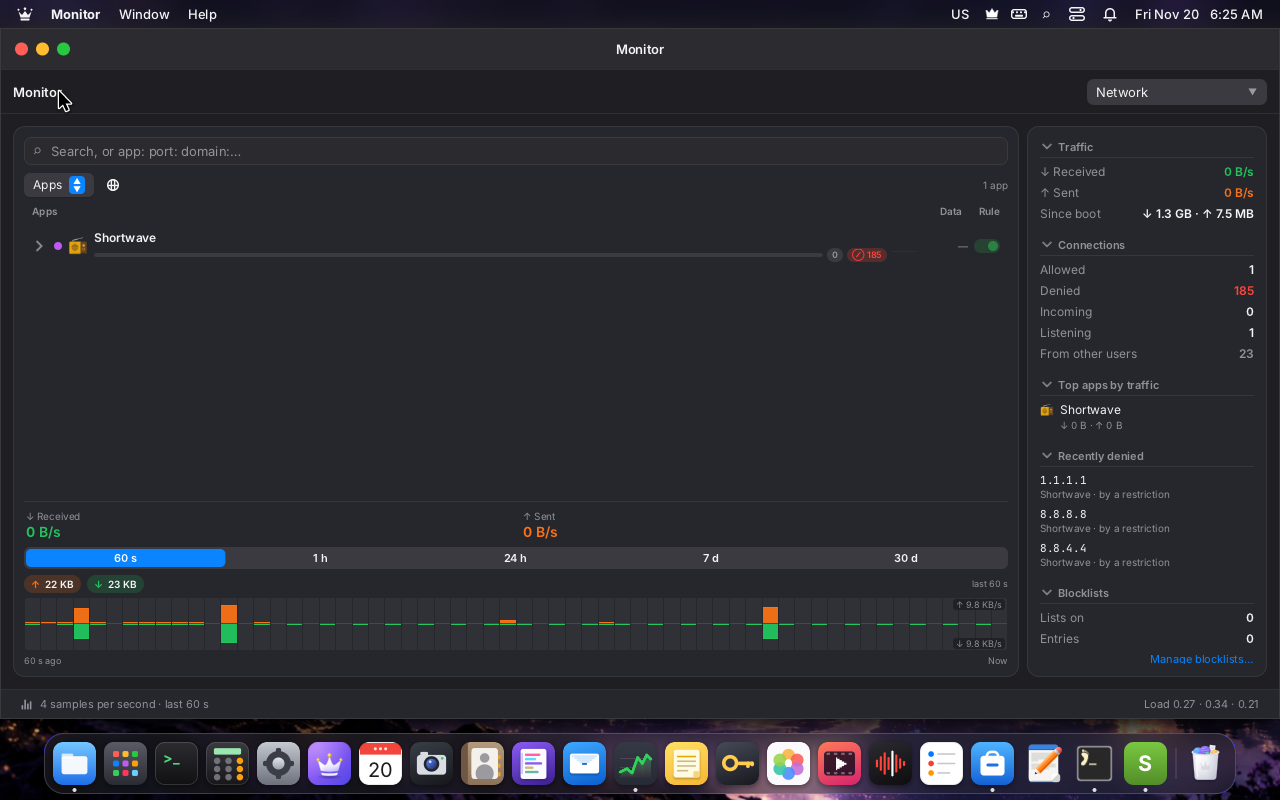 Monitor Window Help US Fri Nov 20 6:25 AM
Monitor
Monitor Network
Search, or app: port: domain:...
Apps 1 app
Apps Data Rule
Shortwave
0 185 —
↓ Received ↑ Sent
0 B/s 0 B/s
60 s 1 h 24 h 7 d 30 d
↑ 22 KB ↓ 23 KB last 60 s
↑ 9.8 KB/s
↓ 9.8 KB/s
60 s ago Now
Traffic
↓ Received 0 B/s
↑ Sent 0 B/s
Since boot ↓ 1.3 GB · ↑ 7.5 MB
Connections
Allowed 1
Denied 185
Incoming 0
Listening 1
From other users 23
Top apps by traffic
Shortwave
↓ 0 B · ↑ 0 B
Recently denied
1.1.1.1
Shortwave · by a restriction
8.8.8.8
Shortwave · by a restriction
8.8.4.4
Shortwave · by a restriction
Blocklists
Lists on 0
Entries 0
Manage blocklists...
4 samples per second · last 60 s Load 0.27 · 0.34 · 0.21
>_ 20 S